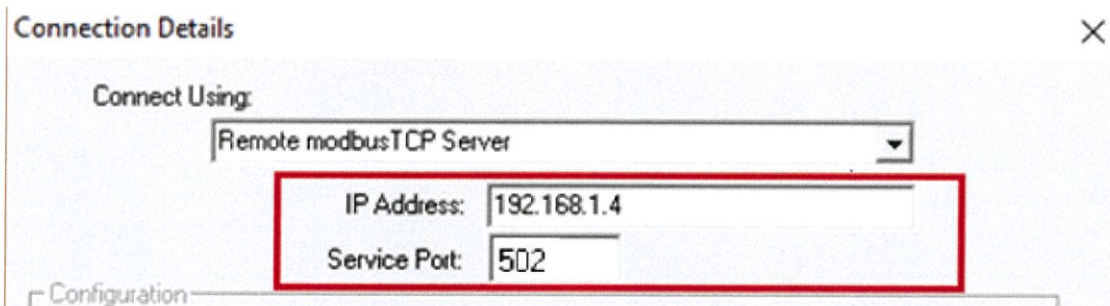 Connection Details
Connect Using:
Remote modbusTCP Server
IP Address: 192.168.1.4
Service Port: 502
Configuration